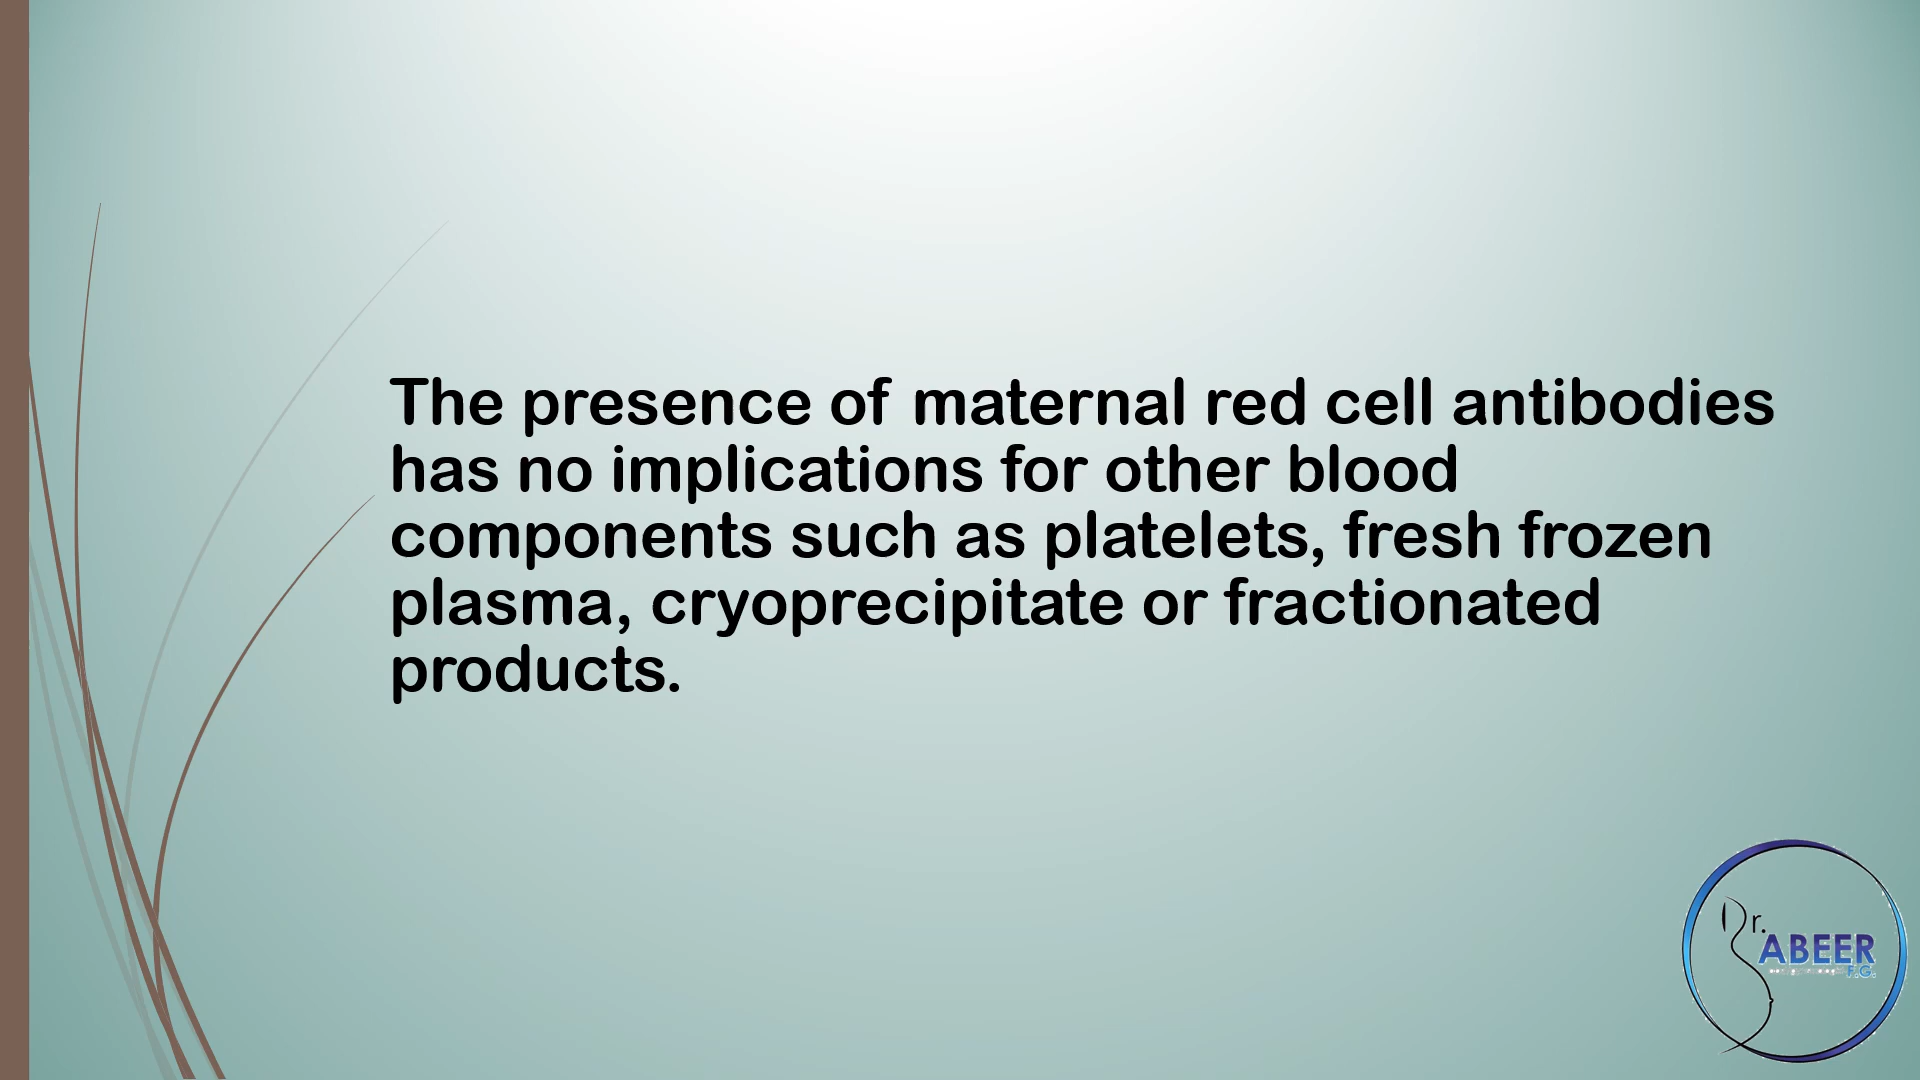 The presence of maternal red cell antibodies
has no implications for other blood
components such as platelets, fresh frozen
plasma, cryoprecipitate or fractionated
products.
Dr.
ABEER
F.G.